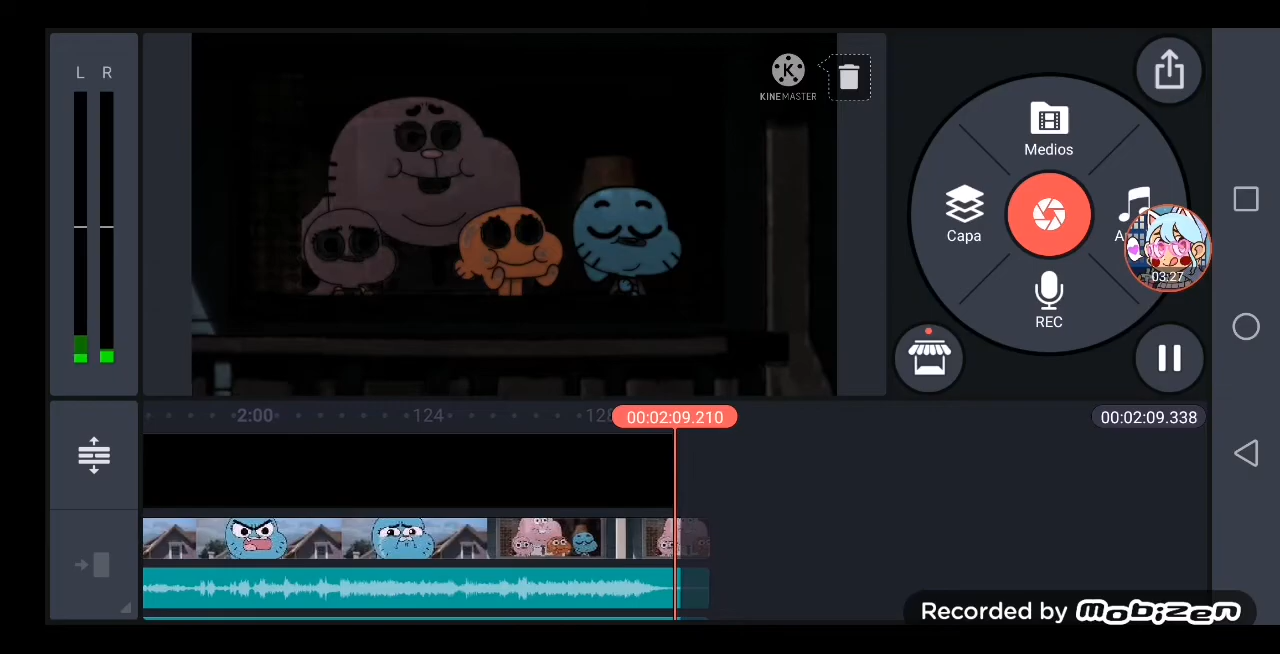 L R
KINEMASTER
Medios
Capa
A
03:27
REC
2:00 124 128 00:02:09.210 00:02:09.338
Recorded by mobizen